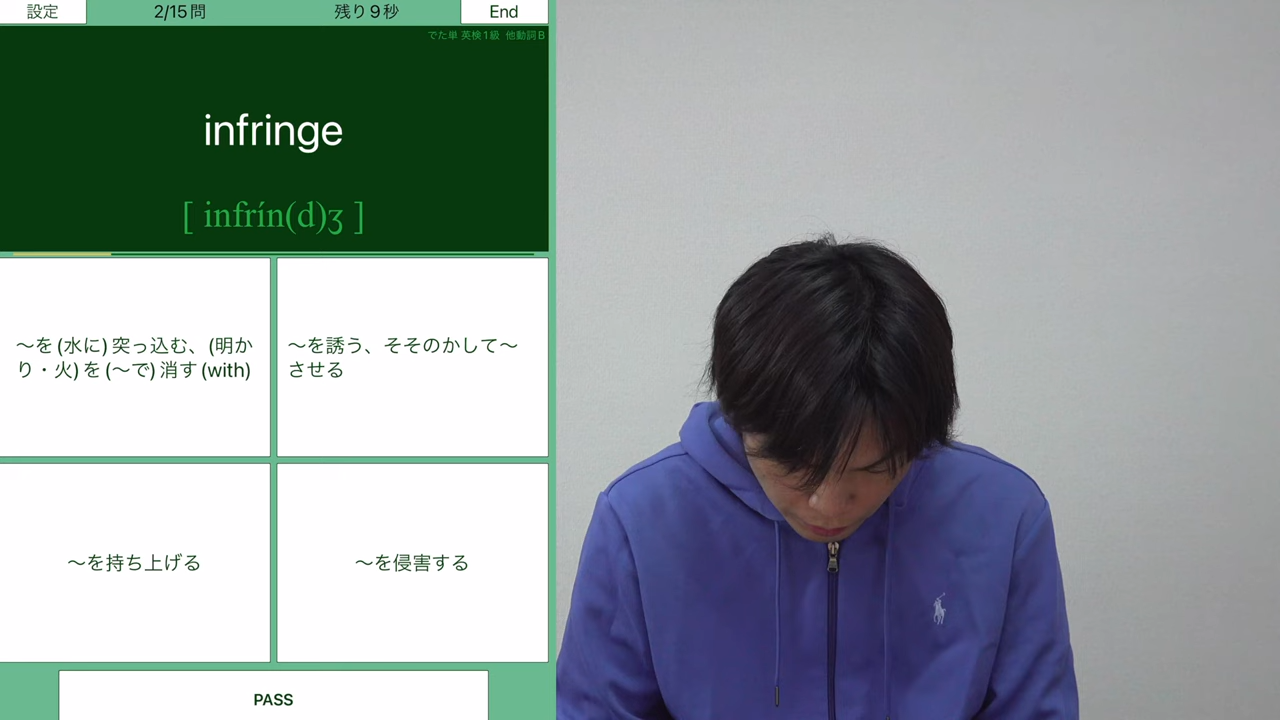 設定 2/15問 残り9秒 End
でた単 英検1級 他動詞B
infringe
[ infrín(d)ʒ ]
〜を(水に)突っ込む、(明か
り・火)を(〜で)消す(with)
〜を誘う、そそのかして〜
させる
〜を持ち上げる
〜を侵害する
PASS